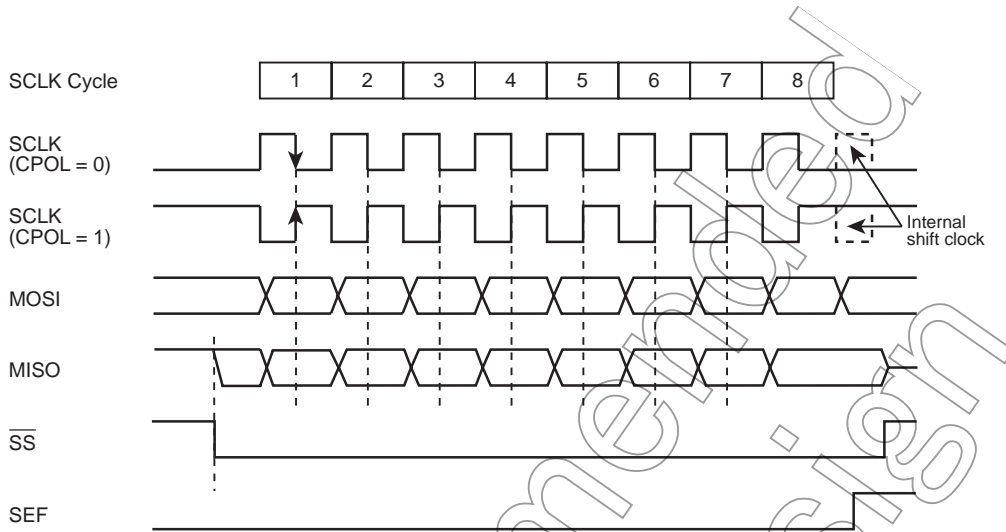 SCLK Cycle 1 2 3 4 5 6 7 8
SCLK
(CPOL = 0)
SCLK
(CPOL = 1)
Internal
shift clock
MOSI
MISO
SS
SEF